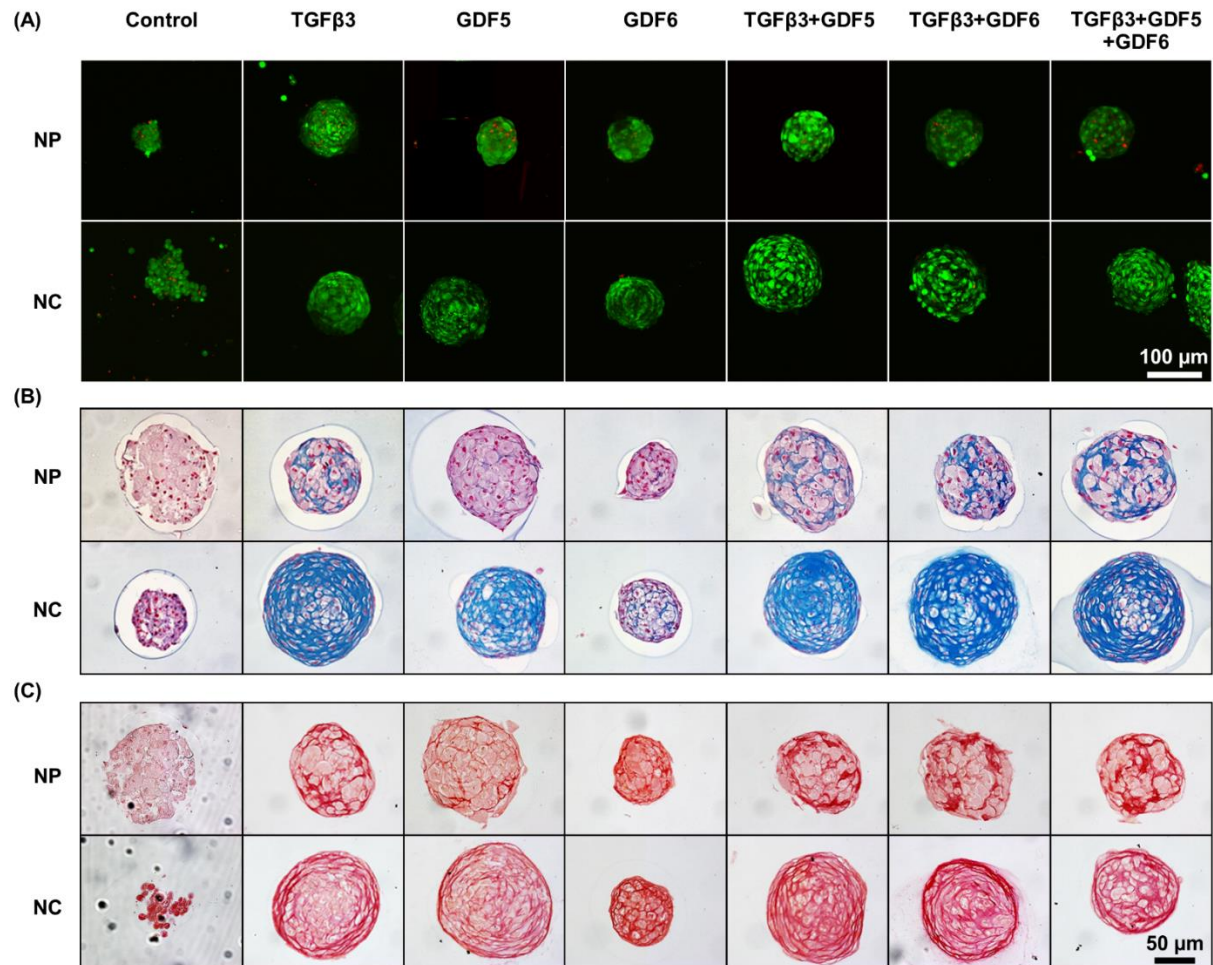 (A) Control TGFβ3 GDF5 GDF6 TGFβ3+GDF5 TGFβ3+GDF6 TGFβ3+GDF5
+GDF6
NP
NC
100 µm
(B)
NP
NC
(C)
NP
NC
50 µm